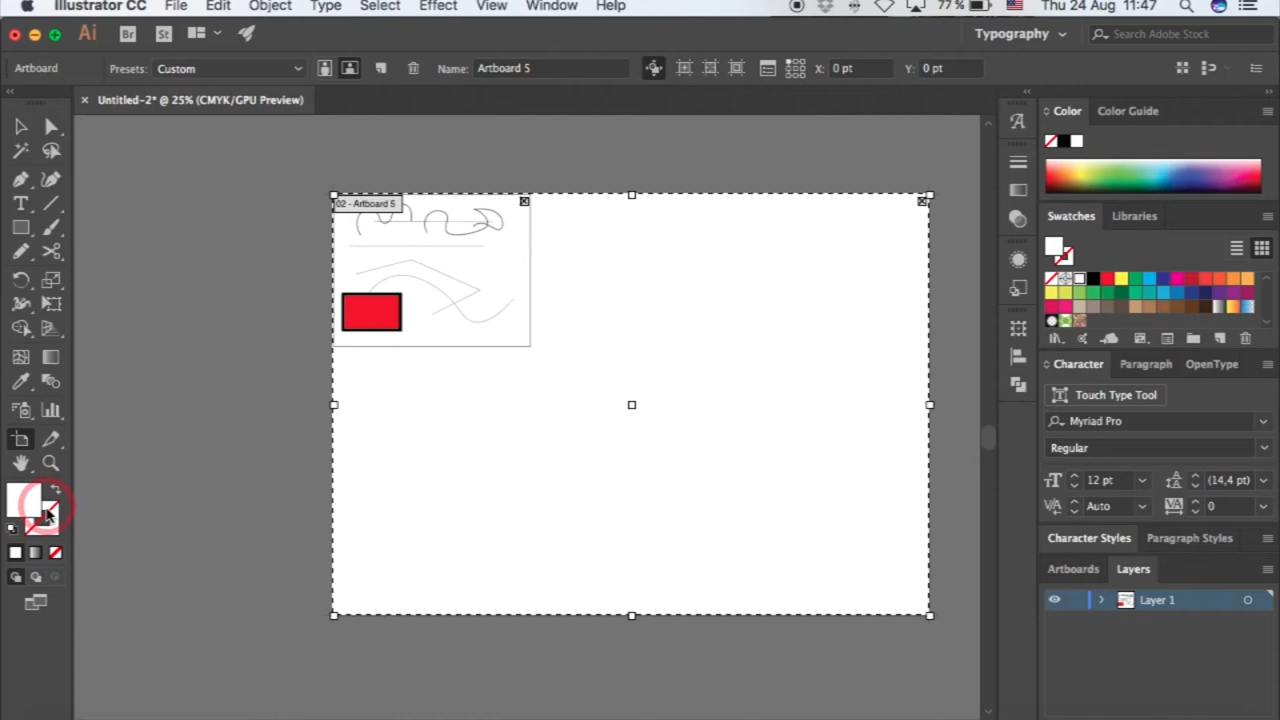 Illustrator CC File Edit Object Type Select Effect View Window Help 77 % Thu 24 Aug 11:47
Ai Br St Typography Search Adobe Stock
Artboard Presets: Custom Name: Artboard 5 X: 0 pt Y: 0 pt
× Untitled-2* @ 25% (CMYK/GPU Preview)
Color Color Guide
02 - Artboard 5
Swatches Libraries
Character Paragraph OpenType
Touch Type Tool
Myriad Pro
Regular
12 pt (14,4 pt)
Auto 0
Character Styles Paragraph Styles
Artboards Layers
Layer 1